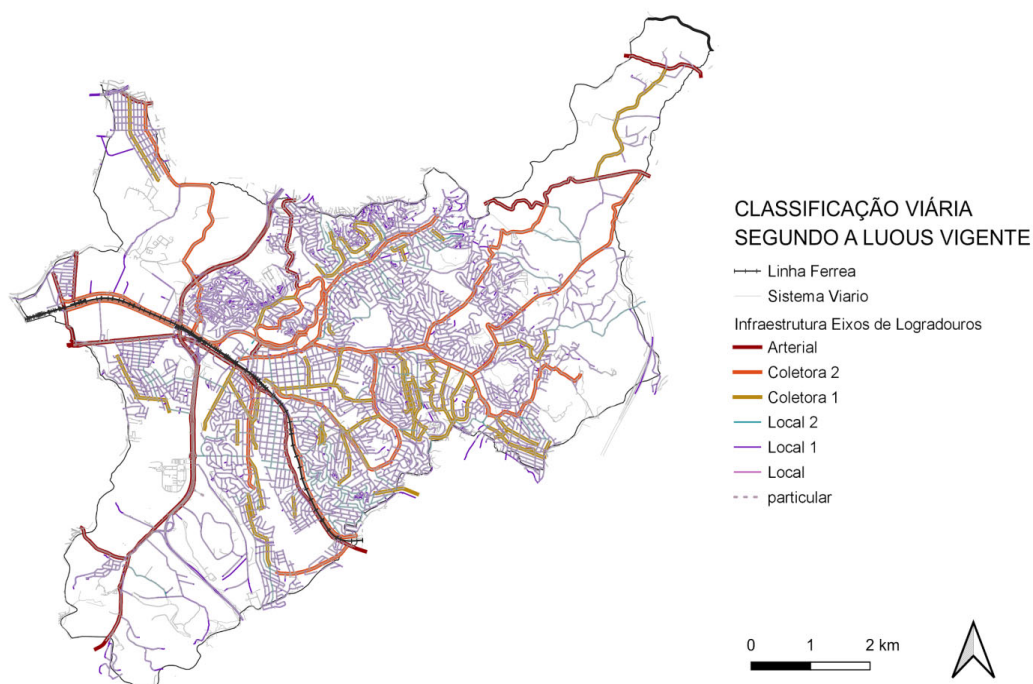 CLASSIFICAÇÃO VIÁRIA
SEGUNDO A LUOUS VIGENTE
Linha Ferrea
Sistema Viario
Infraestrutura Eixos de Logradouros
Arterial
Coletora 2
Coletora 1
Local 2
Local 1
Local
particular
0 1 2 km